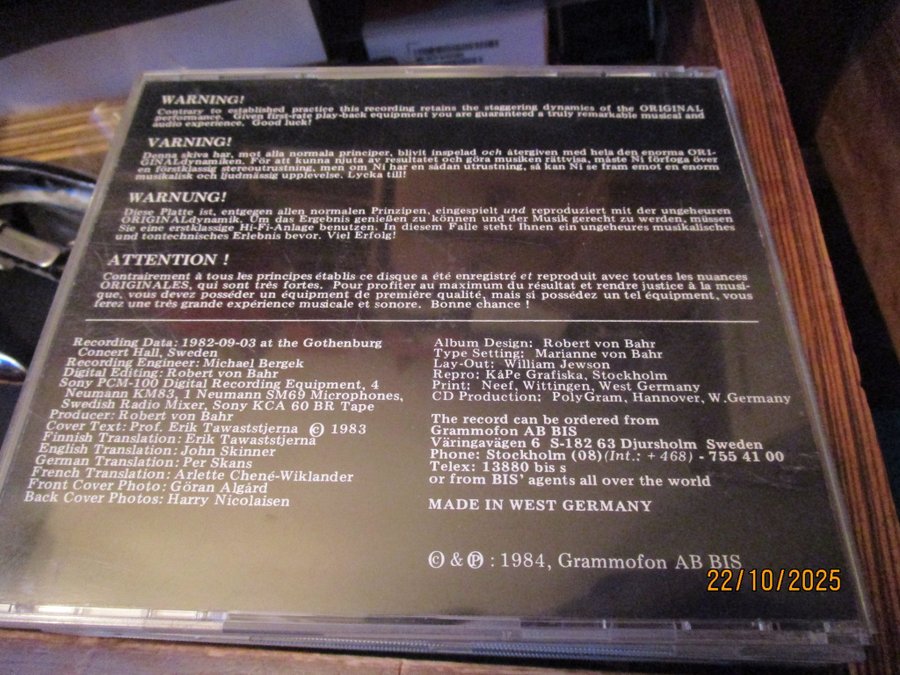 WARNING!
Contrary to established practice this recording retains the staggering dynamics of the ORIGINAL
performance. Given first-rate play-back equipment you are guaranteed a truly remarkable musical and
audio experience. Good luck!
VARNING!
Denna skiva har, mot alla normala principer, blivit inspelad och återgiven med hela den enorma ORI-
GINALdynamiken. För att kunna njuta av resultatet och göra musiken rättvisa, måste Ni förfoga över
en förstklassig stereoutrustning, men om Ni har en sådan utrustning, så kan Ni se fram emot en enorm
musikalisk och ljudmässig upplevelse. Lycka till!
WARNUNG!
Diese Platte ist, entgegen allen normalen Prinzipen, eingespielt und reproduziert mit der ungeheuren
ORIGINALdynamik. Um das Ergebnis genießen zu können und der Musik gerecht zu werden, müssen
Sie eine erstklassige Hi-Fi-Anlage benutzen. In diesem Falle steht Ihnen ein ungeheures musikalisches
und tontechnisches Erlebnis bevor. Viel Erfolg!
ATTENTION !
Contrairement à tous les principes établis ce disque a été enregistré et reproduit avec toutes les nuances
ORIGINALES, qui sont très fortes. Pour profiter au maximum du résultat et rendre justice à la musi-
que, vous devez posséder un équipment de première qualité, mais si possédez un tel équipment, vous
ferez une très grande expérience musicale et sonore. Bonne chance !
Recording Data: 1982-09-03 at the Gothenburg
Concert Hall, Sweden
Recording Engineer: Michael Bergek
Digital Editing: Robert von Bahr
Sony PCM-100 Digital Recording Equipment, 4
Neumann KM83, 1 Neumann SM69 Microphones,
Swedish Radio Mixer, Sony KCA 60 BR Tape
Producer: Robert von Bahr
Cover Text: Prof. Erik Tawaststjerna © 1983
Finnish Translation: Erik Tawaststjerna
English Translation: John Skinner
German Translation: Per Skans
French Translation: Arlette Chené-Wiklander
Front Cover Photo: Göran Algård
Back Cover Photos: Harry Nicolaisen
Album Design: Robert von Bahr
Type Setting: Marianne von Bahr
Lay-Out: William Jewson
Repro: KåPe Grafiska, Stockholm
Print: Neef, Wittingen, West Germany
CD Production: PolyGram, Hannover, W.Germany
The record can be ordered from
Grammofon AB BIS
Väringavägen 6 S-182 63 Djursholm Sweden
Phone: Stockholm (08) (Int.: +468) - 755 41 00
Telex: 13880 bis s
or from BIS' agents all over the world
MADE IN WEST GERMANY
© & ℗ : 1984, Grammofon AB BIS
22/10/2025